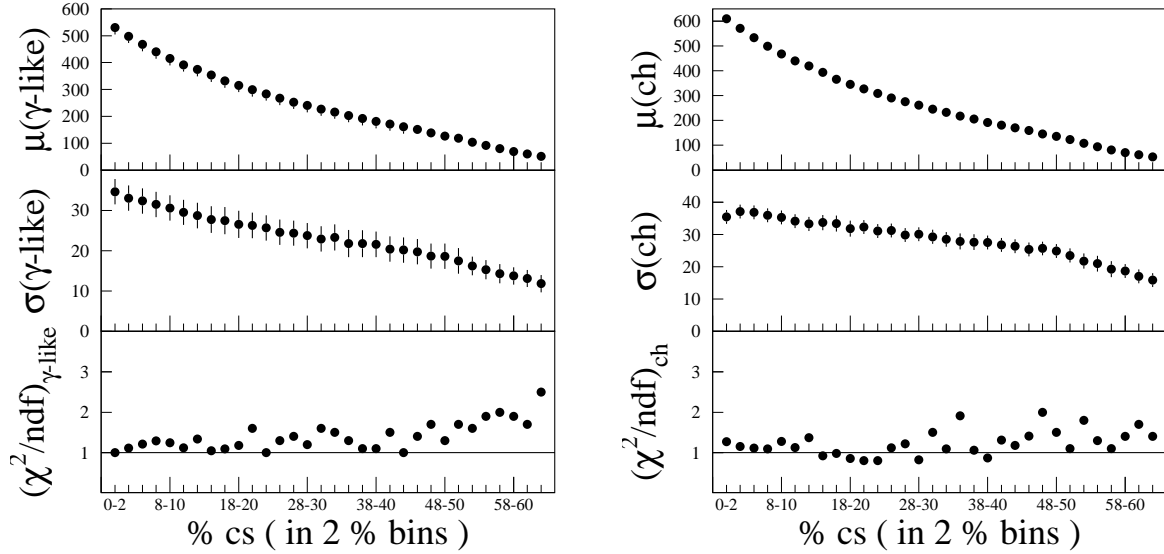 600
500
400
300
200
100
0
μ(γ-like)
30
20
10
0
σ(γ-like)
3
2
1
(χ²/ndf)γ-like
0-2 8-10 18-20 28-30 38-40 48-50 58-60
% cs ( in 2 % bins )
600
500
400
300
200
100
0
μ(ch)
40
30
20
10
0
σ(ch)
3
2
1
(χ²/ndf)ch
0-2 8-10 18-20 28-30 38-40 48-50 58-60
% cs ( in 2 % bins )